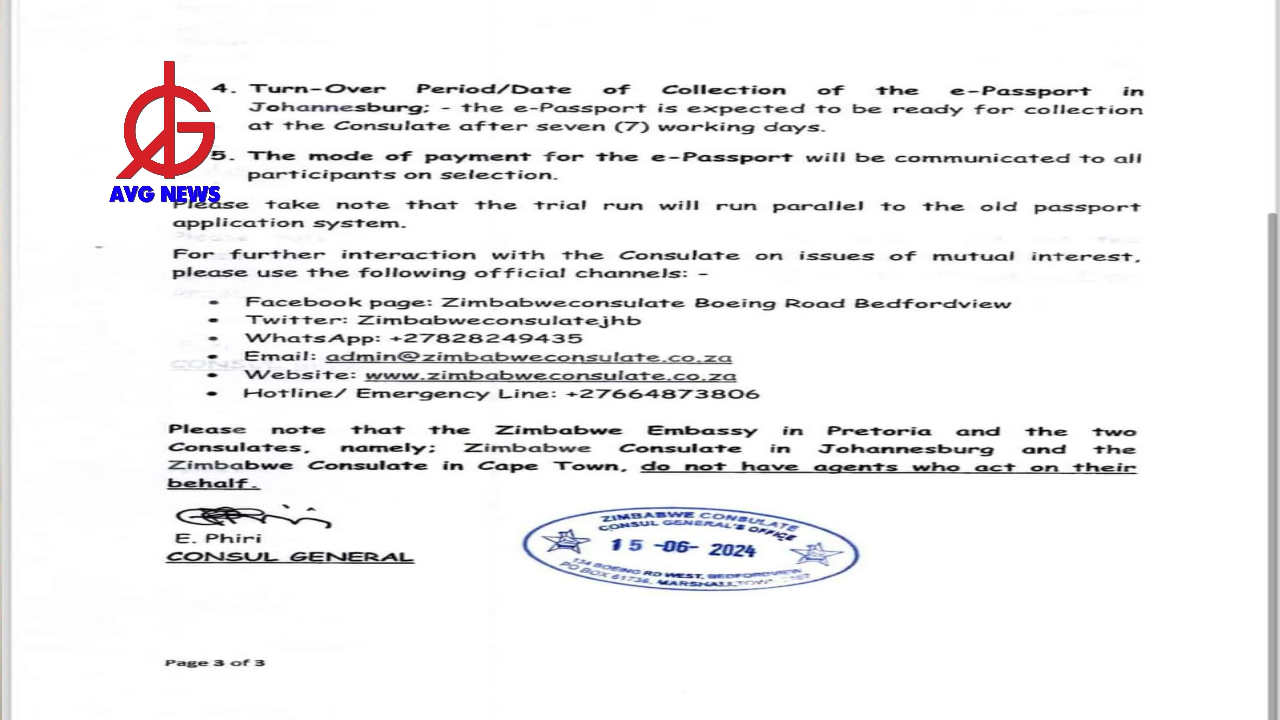 4. Turn-Over Period/Date of Collection of the e-Passport in
Johannesburg; - the e-Passport is expected to be ready for collection
at the Consulate after seven (7) working days.
5. The mode of payment for the e-Passport will be communicated to all
participants on selection.
AVG NEWS
Please take note that the trial run will run parallel to the old passport
application system.
For further interaction with the Consulate on issues of mutual interest,
please use the following official channels: -
• Facebook page: Zimbabweconsulate Boeing Road Bedfordview
• Twitter: Zimbabweconsulatejhb
• WhatsApp: +27828249435
• Email: admin@zimbabweconsulate.co.za
• Website: www.zimbabweconsulate.co.za
• Hotline/ Emergency Line: +27664873806
Please note that the Zimbabwe Embassy in Pretoria and the two
Consulates, namely; Zimbabwe Consulate in Johannesburg and the
Zimbabwe Consulate in Cape Town, do not have agents who act on their
behalf.
E. Phiri
CONSUL GENERAL
ZIMBABWE CONSULATE
CONSUL GENERAL'S OFFICE
15 -06- 2024
BOEING RD WEST, BEDFORDVIEW
PO BOX 61736, MARSHALLTOWN
Page 3 of 3